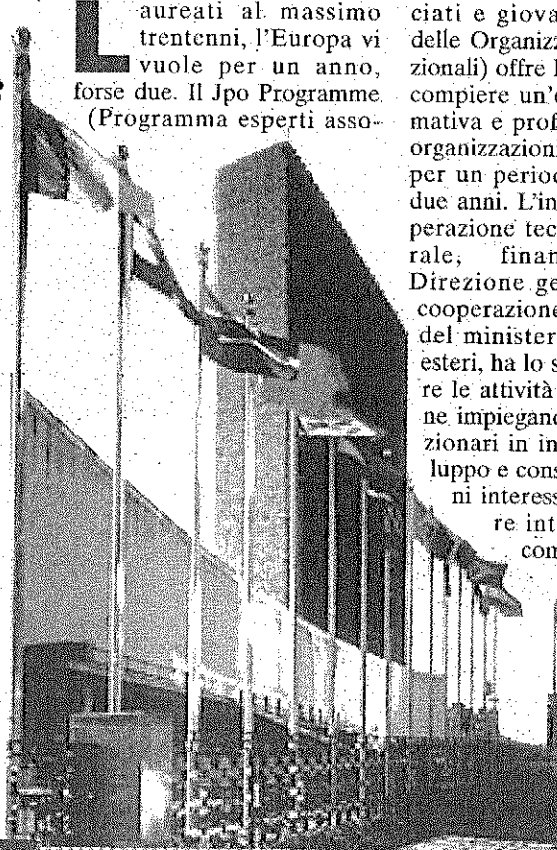 Laureati al massimo
trentenni, l'Europa vi
vuole per un anno,
forse due. Il Jpo Programme
(Programma esperti asso-
ciati e giova
delle Organizz
zionali) offre l
compiere un'e
mativa e prof
organizzazion
per un period
due anni. L'in
perazione tec
rale, finan
Direzione ge
cooperazione
del minister
esteri, ha lo s
re le attività
ne impiegand
zionari in in
luppo e cons
ni interess
re int
com